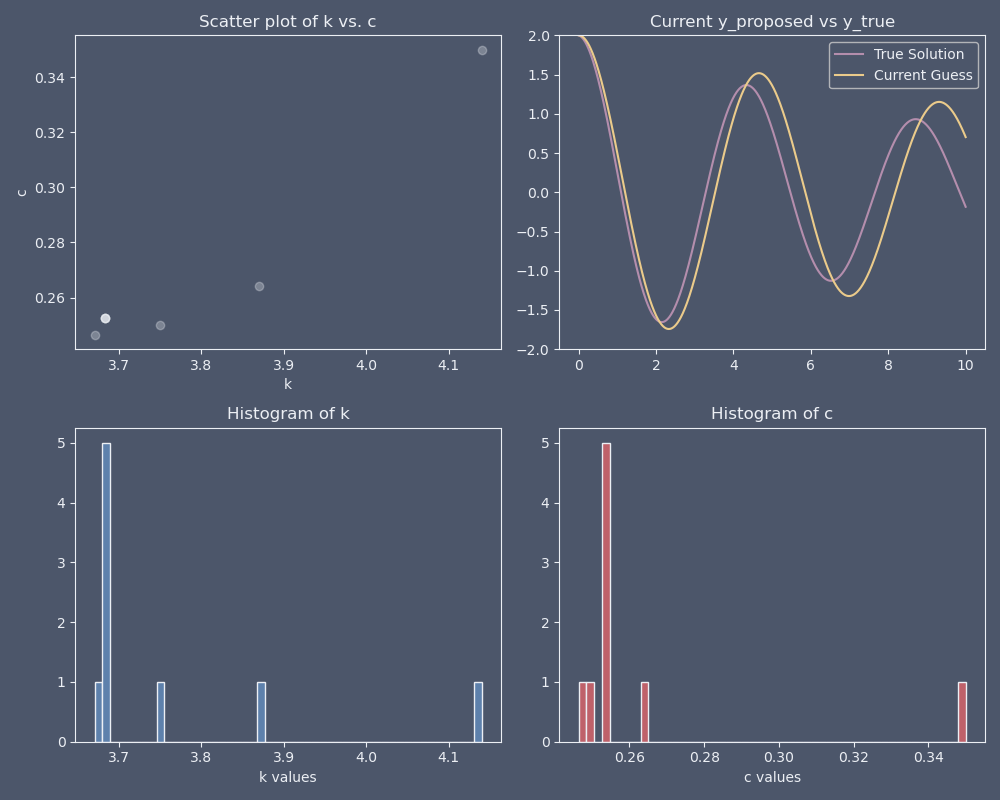 Scatter plot of k vs. c
0.34
0.32
0.30
0.28
0.26
c
3.7 3.8 3.9 4.0 4.1
k
Current y_proposed vs y_true
True Solution
Current Guess
2.0
1.5
1.0
0.5
0.0
−0.5
−1.0
−1.5
−2.0
0 2 4 6 8 10
Histogram of k
5
4
3
2
1
0
3.7 3.8 3.9 4.0 4.1
k values
Histogram of c
5
4
3
2
1
0
0.26 0.28 0.30 0.32 0.34
c values